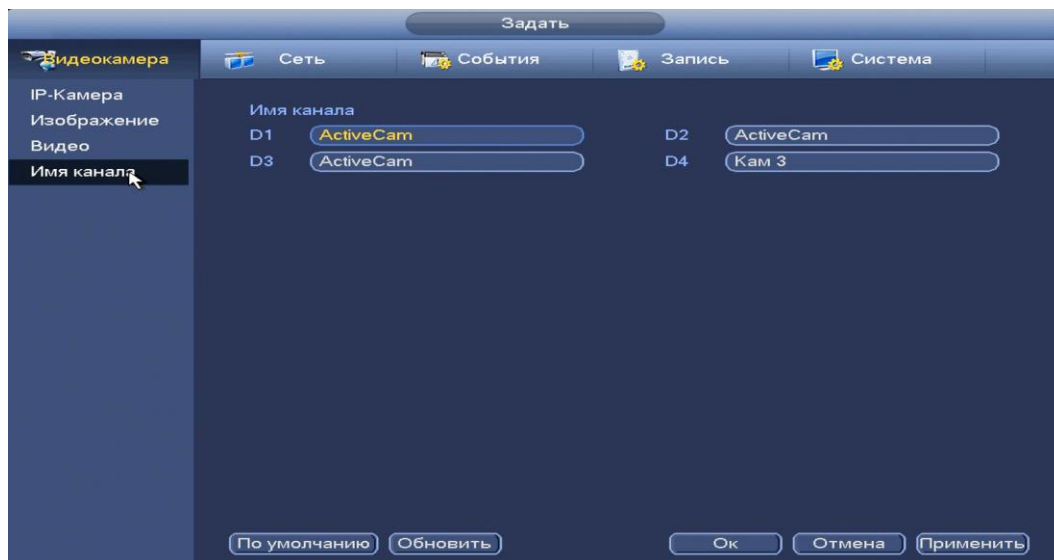 Задать
Видеокамера Сеть События Запись Система
IP-Камера
Изображение
Видео
Имя канала
Имя канала
D1 ActiveCam D2 ActiveCam
D3 ActiveCam D4 Кам 3
По умолчанию Обновить Ок Отмена Применить